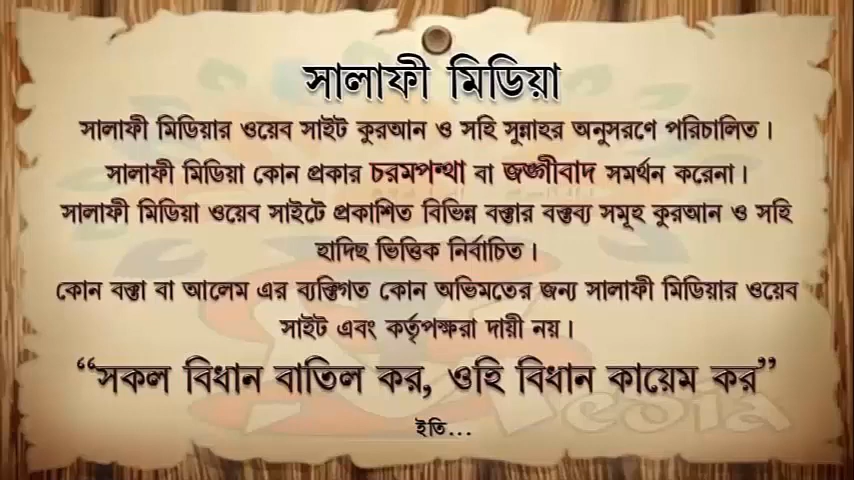 সালাফী মিডিয়া
সালাফী মিডিয়ার ওয়েব সাইট কুরআন ও সহি সুন্নাহর অনুসরণে পরিচালিত।
সালাফী মিডিয়া কোন প্রকার চরমপন্থা বা জঙ্গীবাদ সমর্থন করেনা।
সালাফী মিডিয়া ওয়েব সাইটে প্রকাশিত বিভিন্ন বক্তার বক্তব্য সমূহ কুরআন ও সহি
হাদিছ ভিত্তিক নির্বাচিত।
কোন বক্তা বা আলেম এর ব্যক্তিগত কোন অভিমতের জন্য সালাফী মিডিয়ার ওয়েব
সাইট এবং কর্তৃপক্ষরা দায়ী নয়।
“সকল বিধান বাতিল কর, ওহি বিধান কায়েম কর”
ইতি...